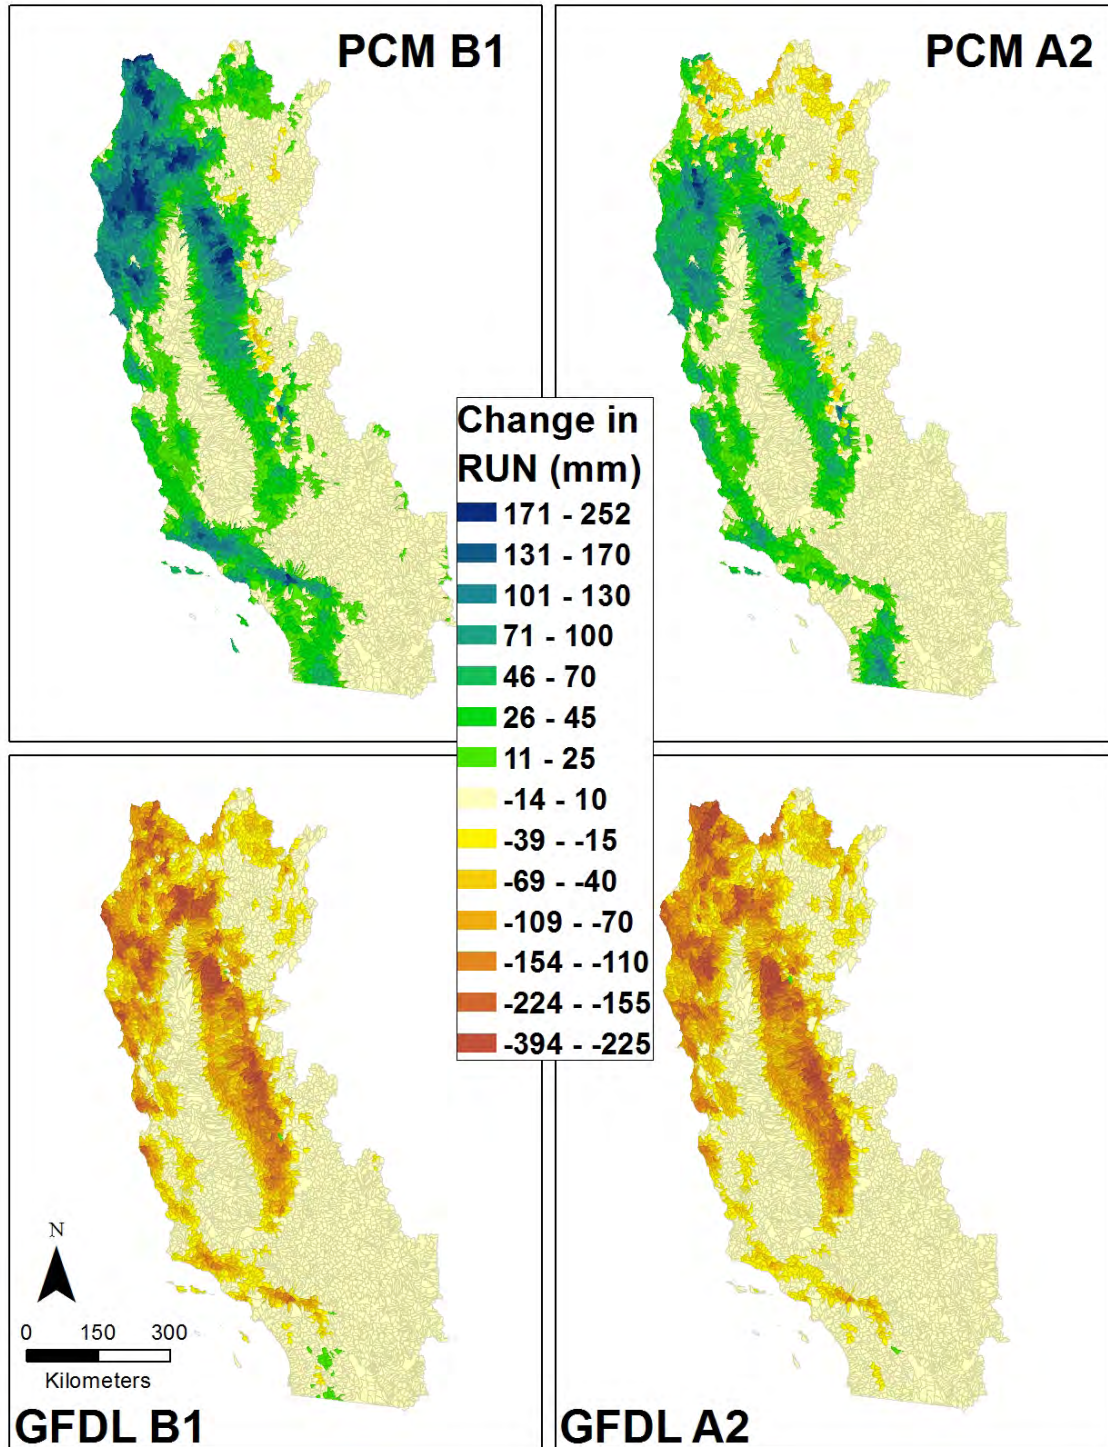 PCM B1
PCM A2
Change in
RUN (mm)
171 - 252
131 - 170
101 - 130
71 - 100
46 - 70
26 - 45
11 - 25
-14 - 10
-39 - -15
-69 - -40
-109 - -70
-154 - -110
-224 - -155
-394 - -225
N
0 150 300
Kilometers
GFDL B1
GFDL A2